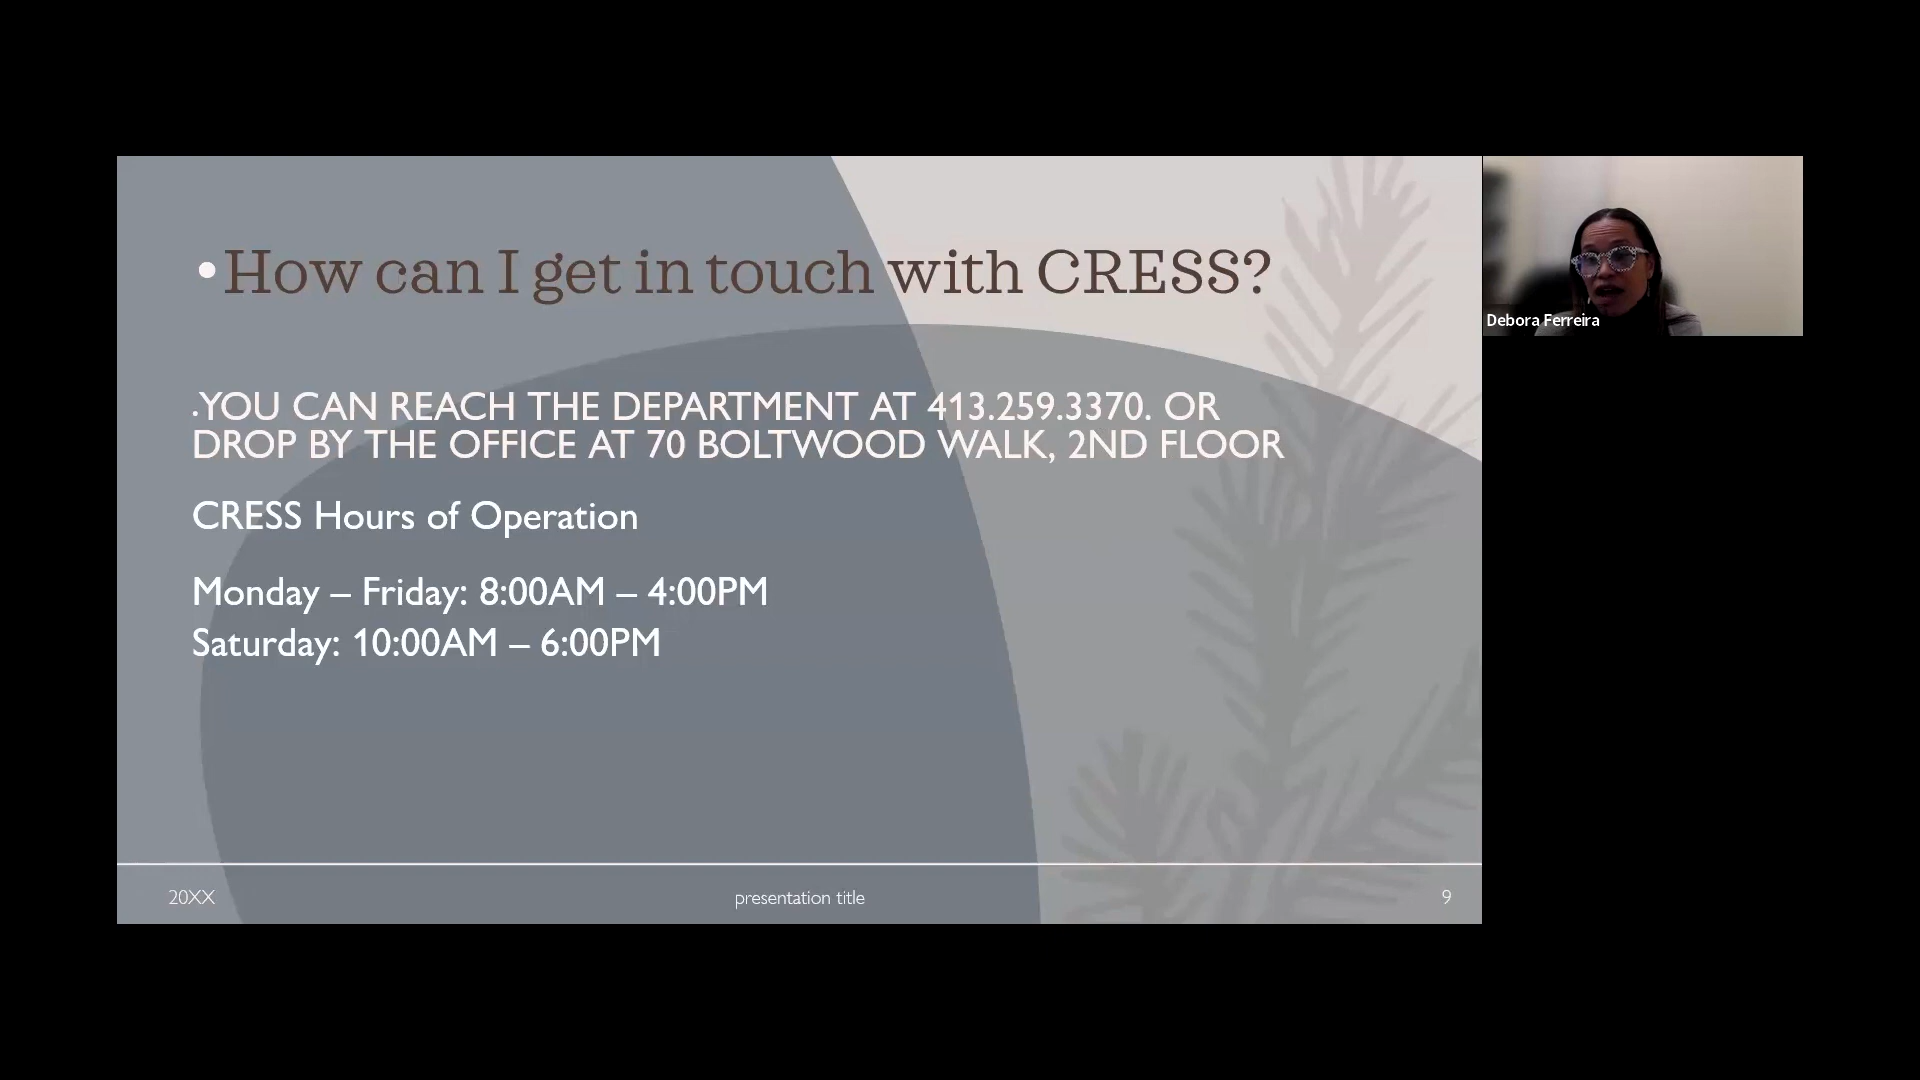 •How can I get in touch with CRESS?
.YOU CAN REACH THE DEPARTMENT AT 413.259.3370. OR
DROP BY THE OFFICE AT 70 BOLTWOOD WALK, 2ND FLOOR
CRESS Hours of Operation
Monday – Friday: 8:00AM – 4:00PM
Saturday: 10:00AM – 6:00PM
20XX
presentation title
9
Debora Ferreira